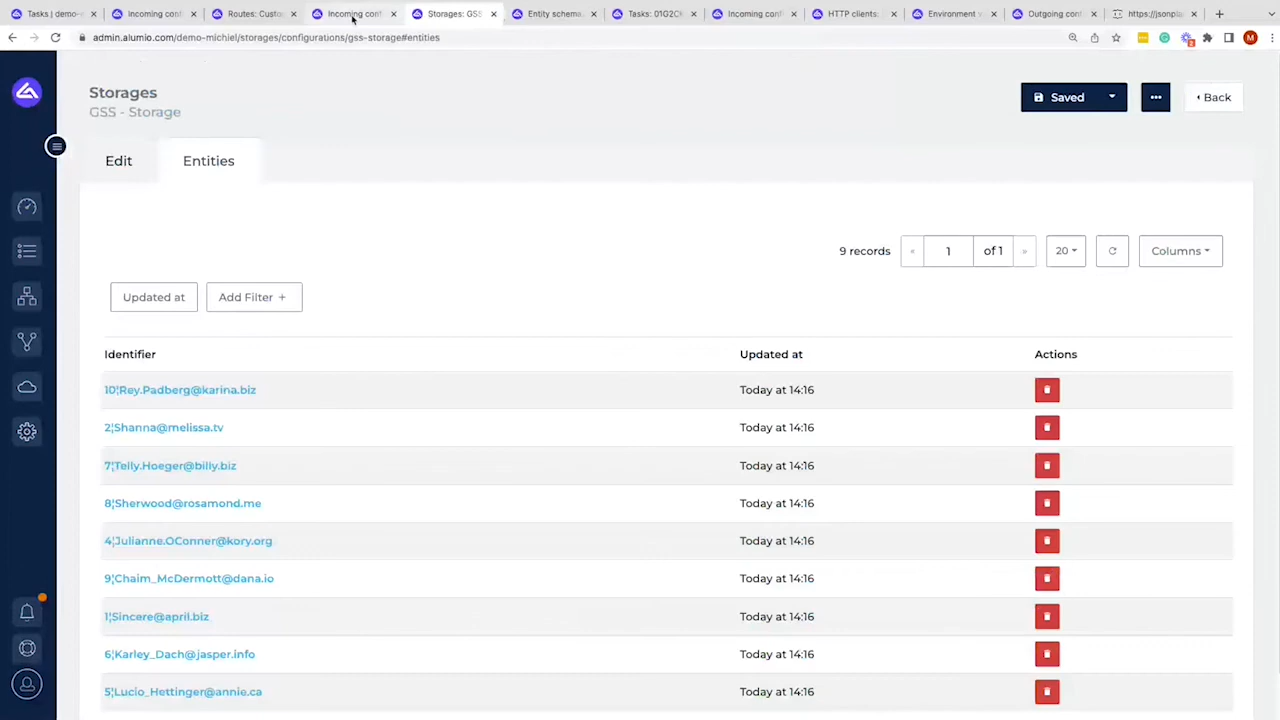 Tasks | demo-
Incoming conf
Routes: Custo
Incoming conf
Storages: GSS
Entity schema
Tasks: 01G2C
Incoming conf
HTTP clients:
Environment v
Outgoing conf
https://jsonpla
admin.alumio.com/demo-michiel/storages/configurations/gss-storage#entities
M
2
Storages
GSS - Storage
Saved
Back
Edit
Entities
9 records
«
1
of 1
»
20
Columns
Updated at
Add Filter +
Identifier
Updated at
Actions
10¦Rey.Padberg@karina.biz
Today at 14:16
2¦Shanna@melissa.tv
Today at 14:16
7¦Telly.Hoeger@billy.biz
Today at 14:16
8¦Sherwood@rosamond.me
Today at 14:16
4¦Julianne.OConner@kory.org
Today at 14:16
9¦Chaim_McDermott@dana.io
Today at 14:16
1¦Sincere@april.biz
Today at 14:16
6¦Karley_Dach@jasper.info
Today at 14:16
5¦Lucio_Hettinger@annie.ca
Today at 14:16